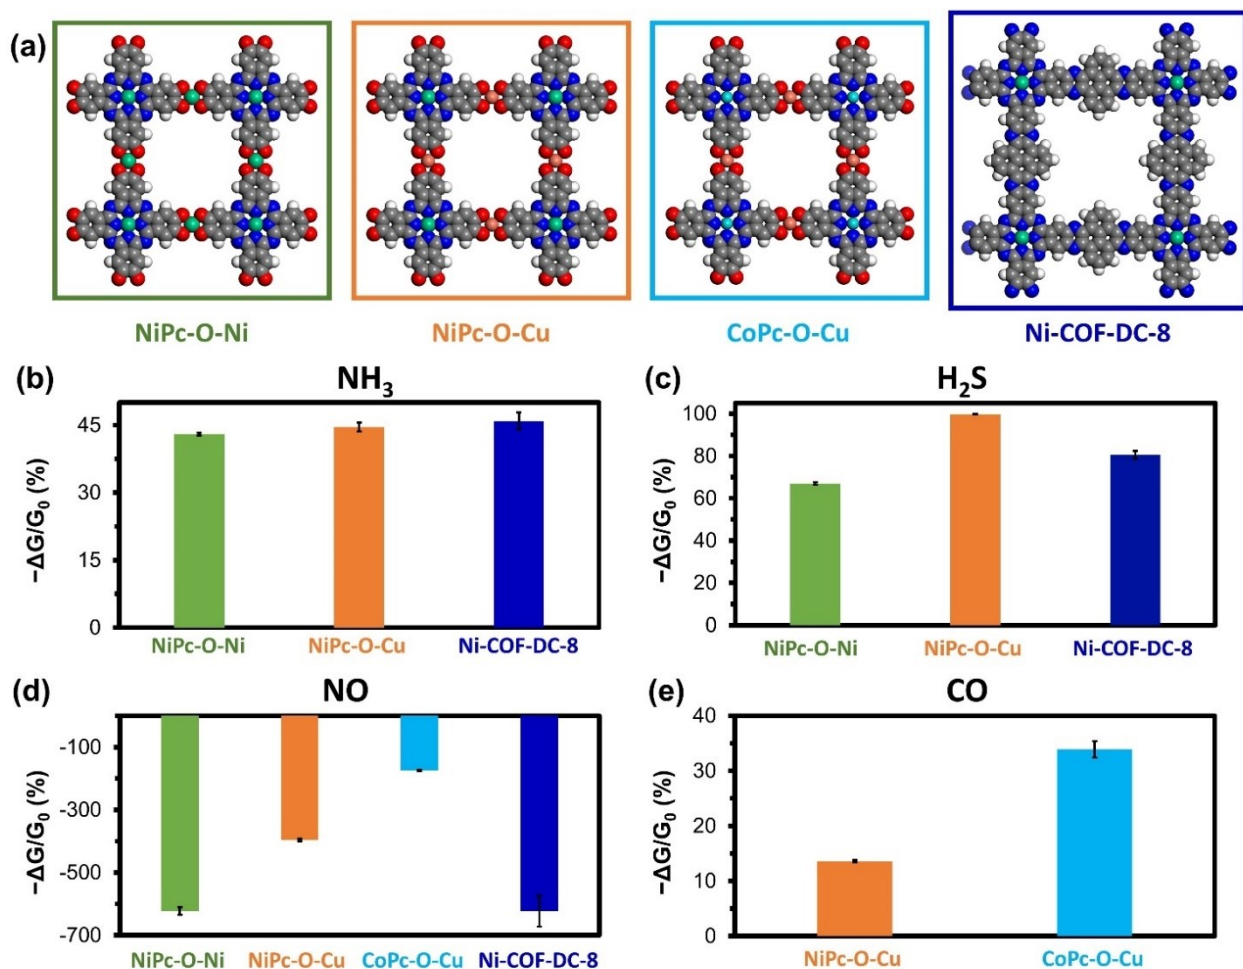 (a)
NiPc-O-Ni
NiPc-O-Cu
CoPc-O-Cu
Ni-COF-DC-8
(b)
NH₃
−ΔG/G₀ (%)
45
30
15
0
NiPc-O-Ni
NiPc-O-Cu
Ni-COF-DC-8
(c)
H₂S
−ΔG/G₀ (%)
100
80
60
40
20
0
NiPc-O-Ni
NiPc-O-Cu
Ni-COF-DC-8
(d)
NO
−ΔG/G₀ (%)
-100
-300
-500
-700
NiPc-O-Ni
NiPc-O-Cu
CoPc-O-Cu
Ni-COF-DC-8
(e)
CO
−ΔG/G₀ (%)
40
30
20
10
0
NiPc-O-Cu
CoPc-O-Cu